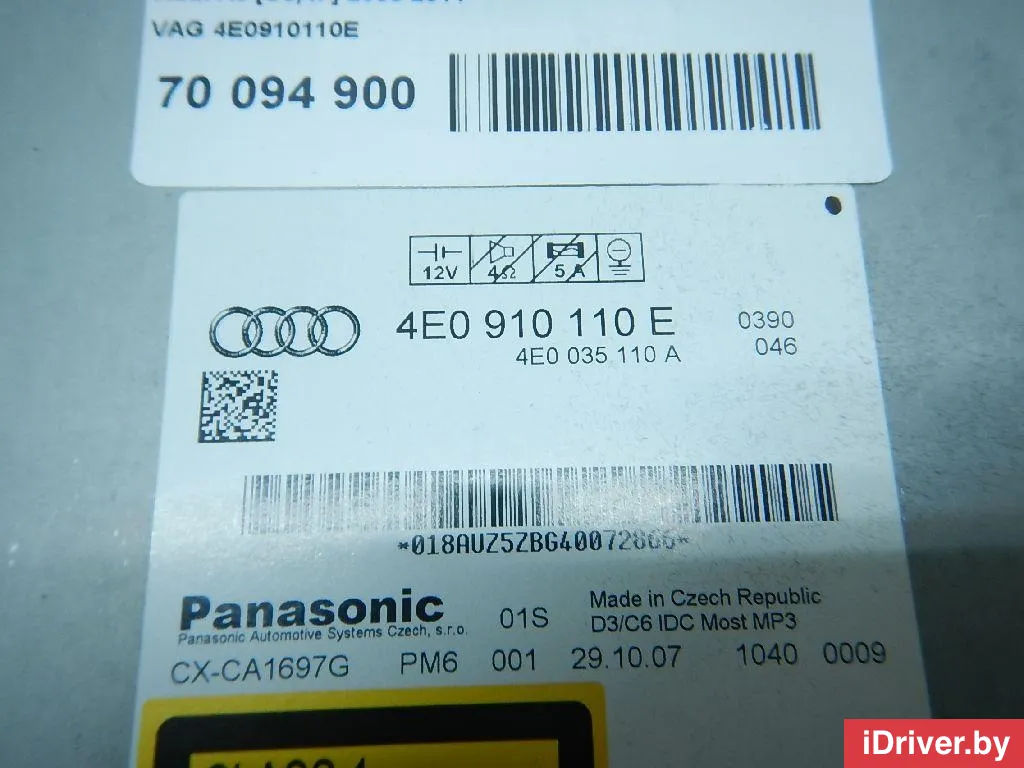 VAG 4E0910110E
70 094 900
12V 4Ω 5A
4E0 910 110 E 0390
4E0 035 110 A 046
*018AUZ5ZBG40072866*
Panasonic 01S Made in Czech Republic
Panasonic Automotive Systems Czech, s.r.o. D3/C6 IDC Most MP3
CX-CA1697G PM6 001 29.10.07 1040 0009
iDriver.by